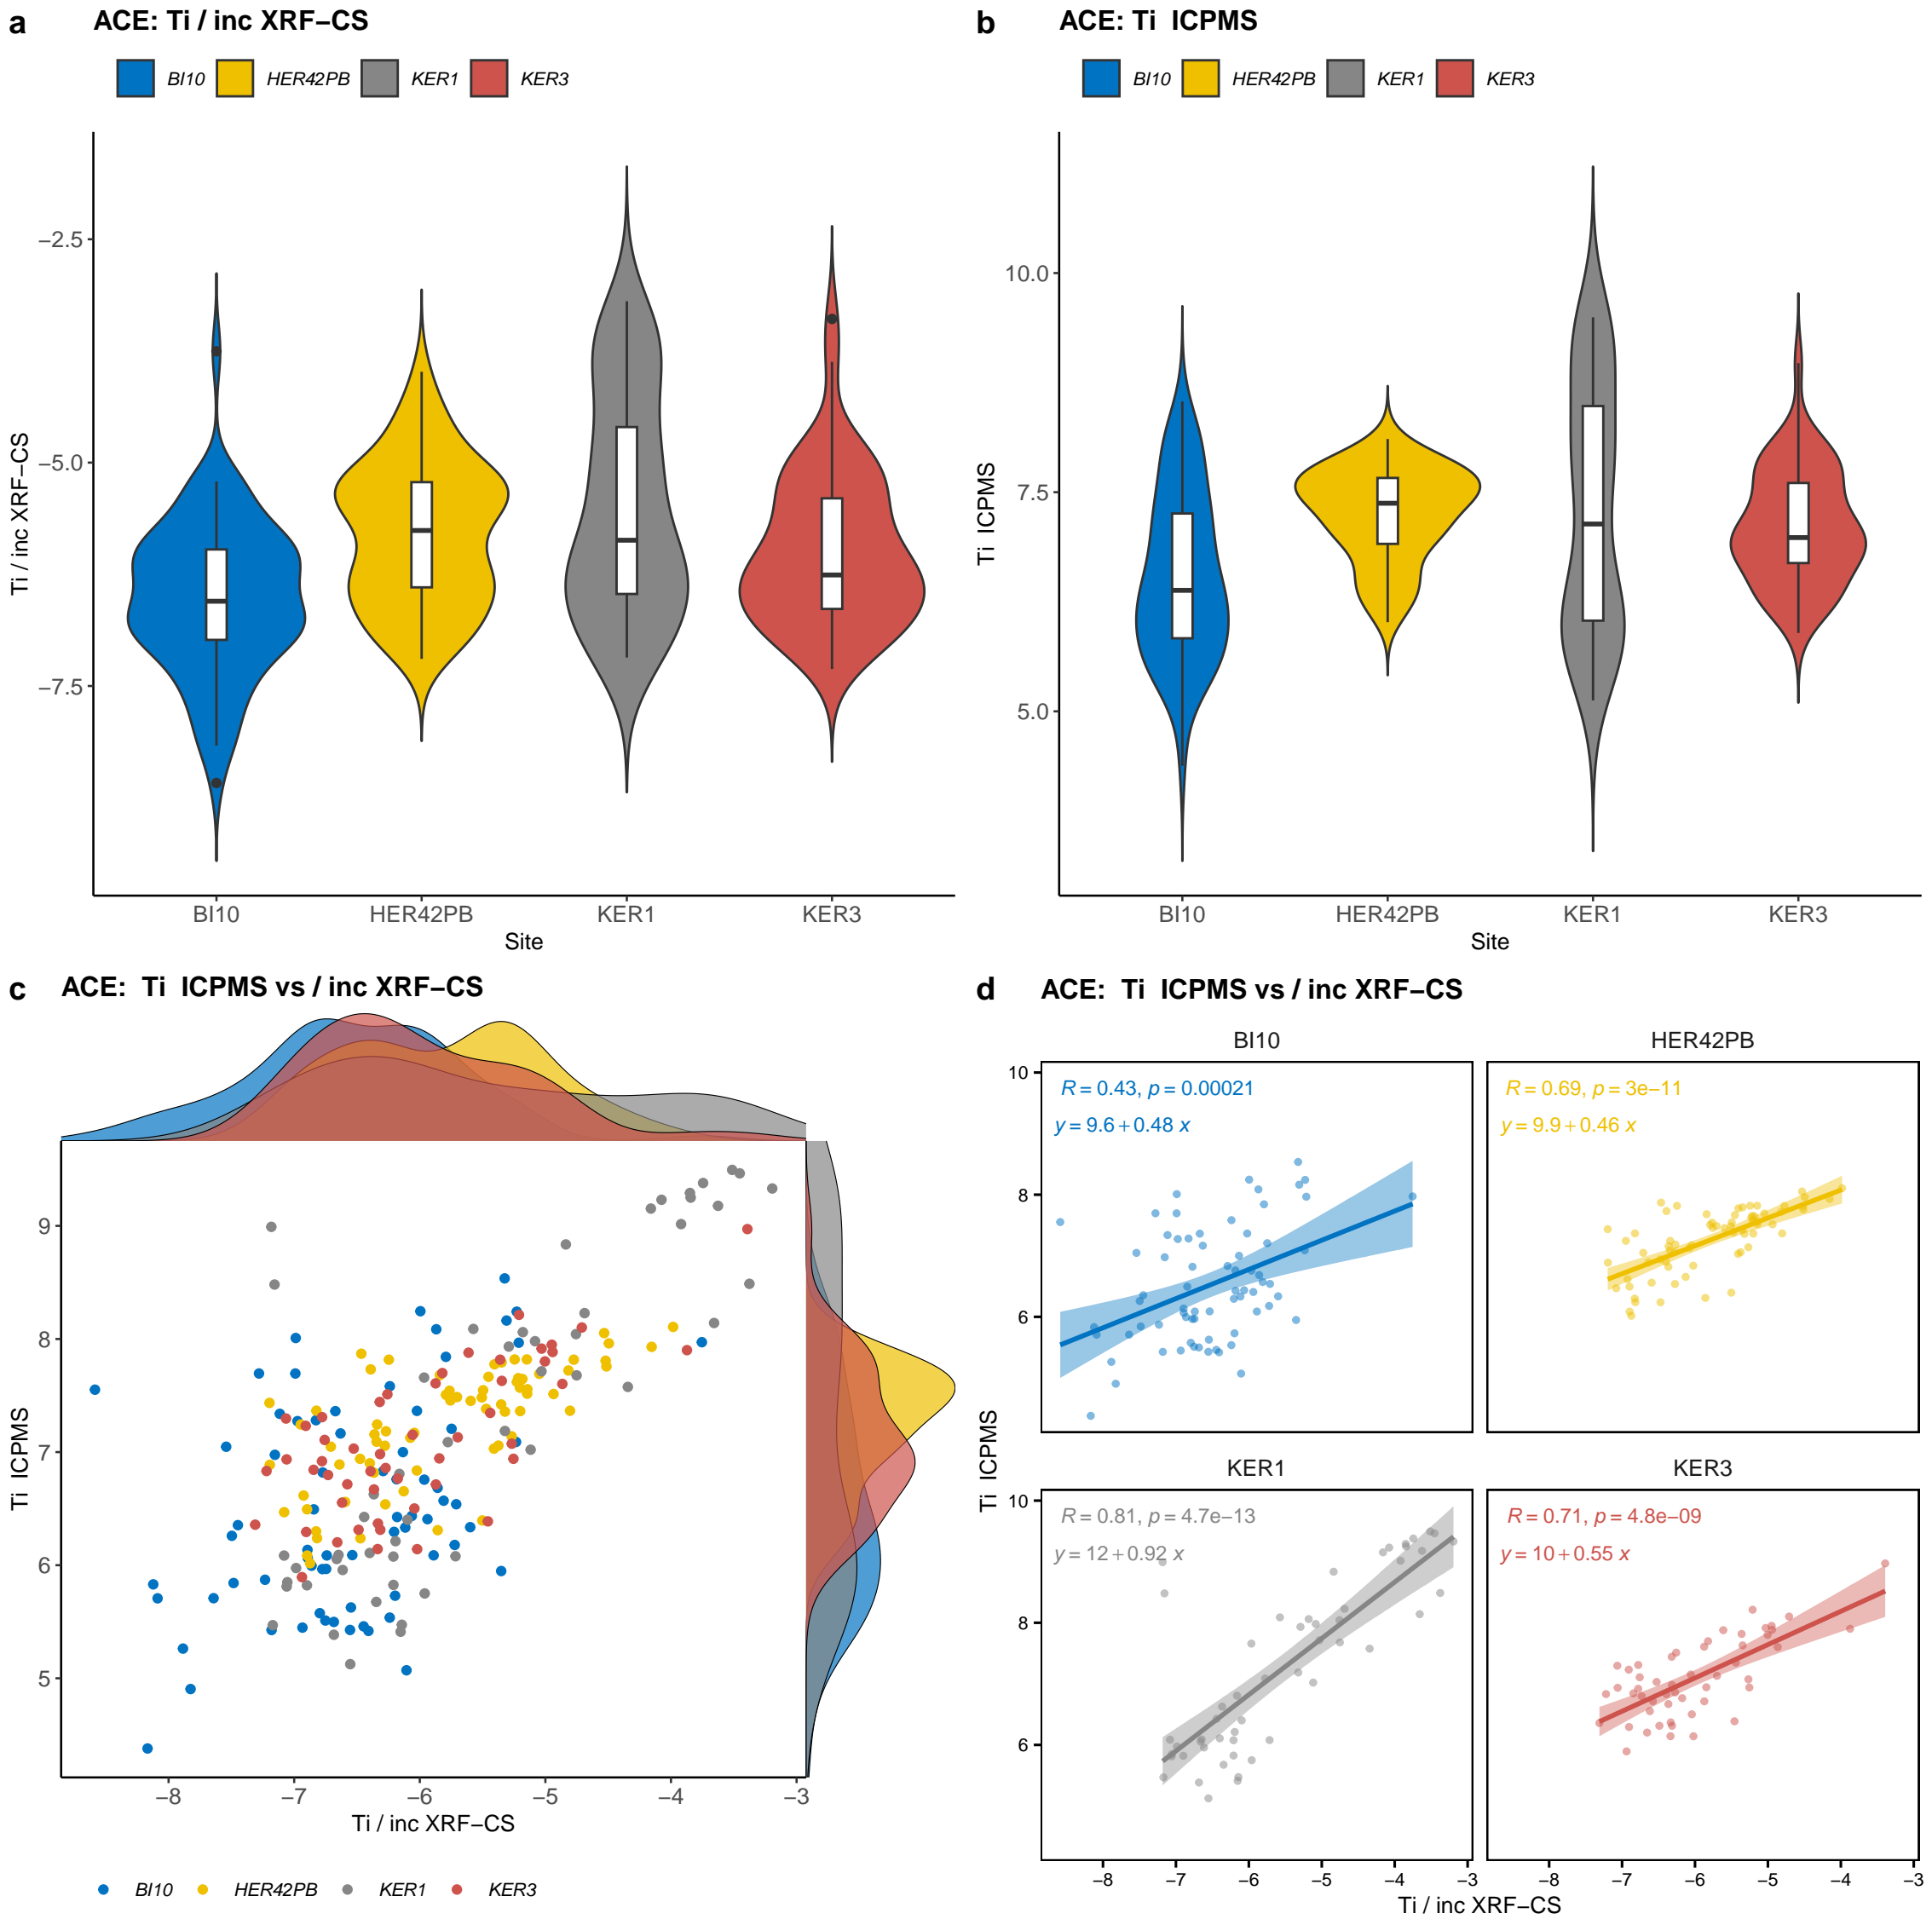 a ACE: Ti / inc XRF−CS
BI10 HER42PB KER1 KER3
−2.5
−5.0
−7.5
Ti / inc XRF−CS
BI10 HER42PB KER1 KER3
Site
b ACE: Ti ICPMS
BI10 HER42PB KER1 KER3
10.0
7.5
5.0
Ti ICPMS
BI10 HER42PB KER1 KER3
Site
c ACE: Ti ICPMS vs / inc XRF−CS
9
8
7
6
5
Ti ICPMS
−8 −7 −6 −5 −4 −3
Ti / inc XRF−CS
BI10 HER42PB KER1 KER3
d ACE: Ti ICPMS vs / inc XRF−CS
BI10
R = 0.43, p = 0.00021
y = 9.6 + 0.48 x
10
8
6
HER42PB
R = 0.69, p = 3e−11
y = 9.9 + 0.46 x
Ti ICPMS
KER1
R = 0.81, p = 4.7e−13
y = 12 + 0.92 x
10
8
6
−8 −7 −6 −5 −4 −3
KER3
R = 0.71, p = 4.8e−09
y = 10 + 0.55 x
−8 −7 −6 −5 −4 −3
Ti / inc XRF−CS